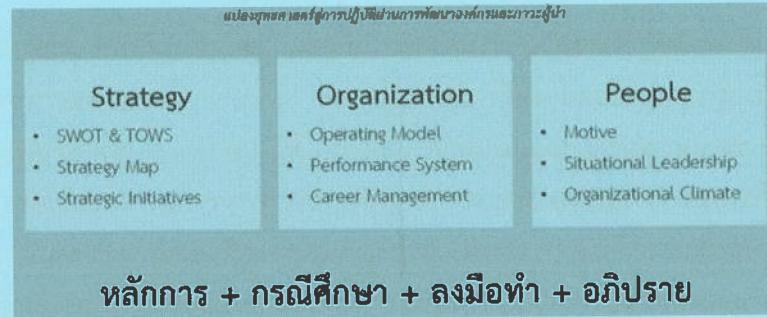 แปลงยุทธศาสตร์สู่การปฏิบัติผ่านการพัฒนาองค์กรและภาวะผู้นำ
Strategy
• SWOT & TOWS
• Strategy Map
• Strategic Initiatives
Organization
• Operating Model
• Performance System
• Career Management
People
• Motive
• Situational Leadership
• Organizational Climate
หลักการ + กรณีศึกษา + ลงมือทำ + อภิปราย